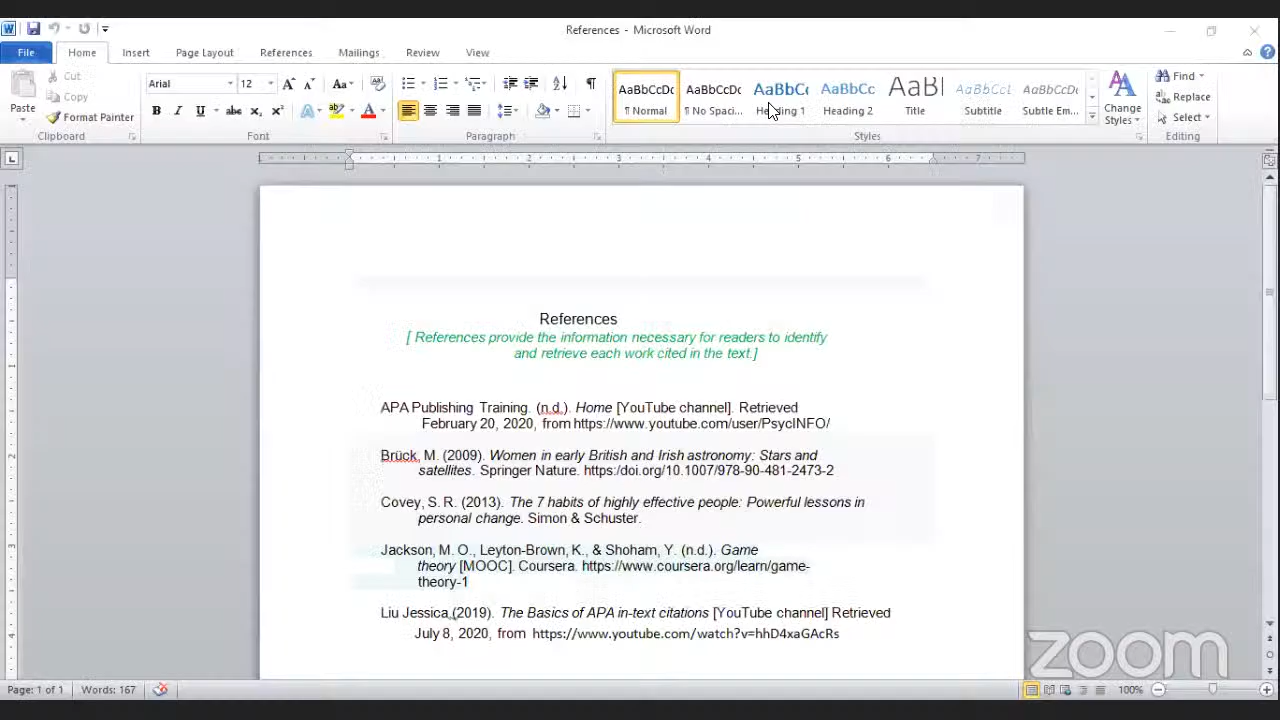 References - Microsoft Word
File Home Insert Page Layout References Mailings Review View
Paste
Cut
Copy
Format Painter
Clipboard
Arial 12
Font
Paragraph
AaBbCcDc AaBbCcDc AaBbCc AaBbCc AaBl AaBbCcL AaBbCcDc
¶ Normal ¶ No Spaci... Heading 1 Heading 2 Title Subtitle Subtle Em...
Styles
Change Styles
Find
Replace
Select
Editing
References
[ References provide the information necessary for readers to identify
and retrieve each work cited in the text.]
APA Publishing Training. (n.d.). Home [YouTube channel]. Retrieved
February 20, 2020, from https://www.youtube.com/user/PsycINFO/
Brück, M. (2009). Women in early British and Irish astronomy: Stars and
satellites. Springer Nature. https:/doi.org/10.1007/978-90-481-2473-2
Covey, S. R. (2013). The 7 habits of highly effective people: Powerful lessons in
personal change. Simon & Schuster.
Jackson, M. O., Leyton-Brown, K., & Shoham, Y. (n.d.). Game
theory [MOOC]. Coursera. https://www.coursera.org/learn/game-
theory-1
Liu Jessica,(2019). The Basics of APA in-text citations [YouTube channel] Retrieved
July 8, 2020, from https://www.youtube.com/watch?v=hhD4xaGAcRs
zoom
Page: 1 of 1 Words: 167 100%